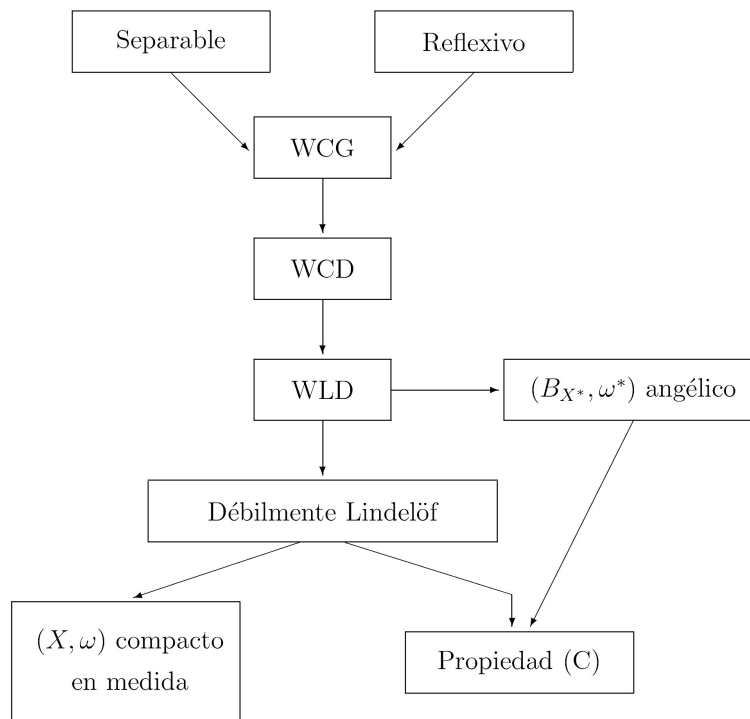 Separable
Reflexivo
WCG
WCD
WLD
(B_{X*}, ω*) angélico
Débilmente Lindelöf
(X, ω) compacto
en medida
Propiedad (C)